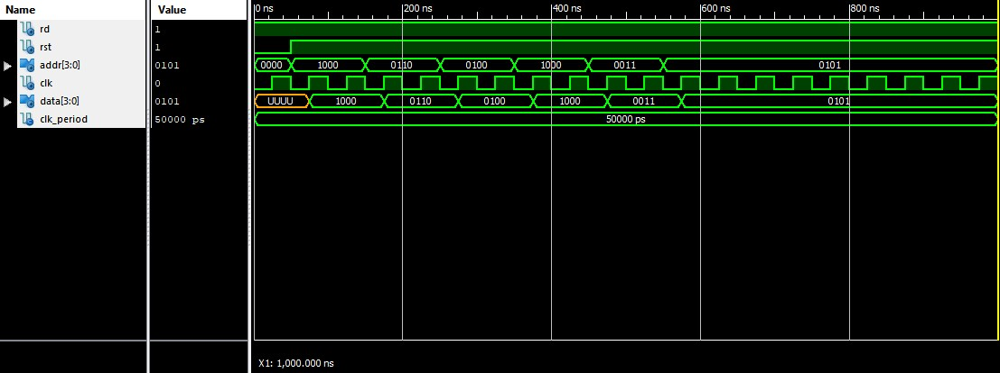 Name Value 0 ns 200 ns 400 ns 600 ns 800 ns
rd 1
rst 1
addr[3:0] 0101 0000 1000 0110 0100 1000 0011 0101
clk 0
data[3:0] 0101 UUUU 1000 0110 0100 1000 0011 0101
clk_period 50000 ps 50000 ps
X1: 1,000.000 ns